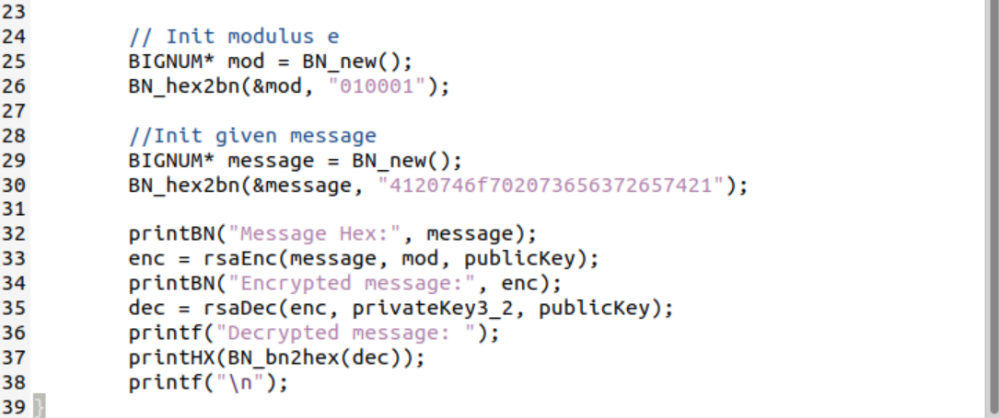 23
24 // Init modulus e
25 BIGNUM* mod = BN_new();
26 BN_hex2bn(&mod, "010001");
27
28 //Init given message
29 BIGNUM* message = BN_new();
30 BN_hex2bn(&message, "4120746f702073656372657421");
31
32 printBN("Message Hex:", message);
33 enc = rsaEnc(message, mod, publicKey);
34 printBN("Encrypted message:", enc);
35 dec = rsaDec(enc, privateKey3_2, publicKey);
36 printf("Decrypted message: ");
37 printHX(BN_bn2hex(dec));
38 printf("\n");
39 }